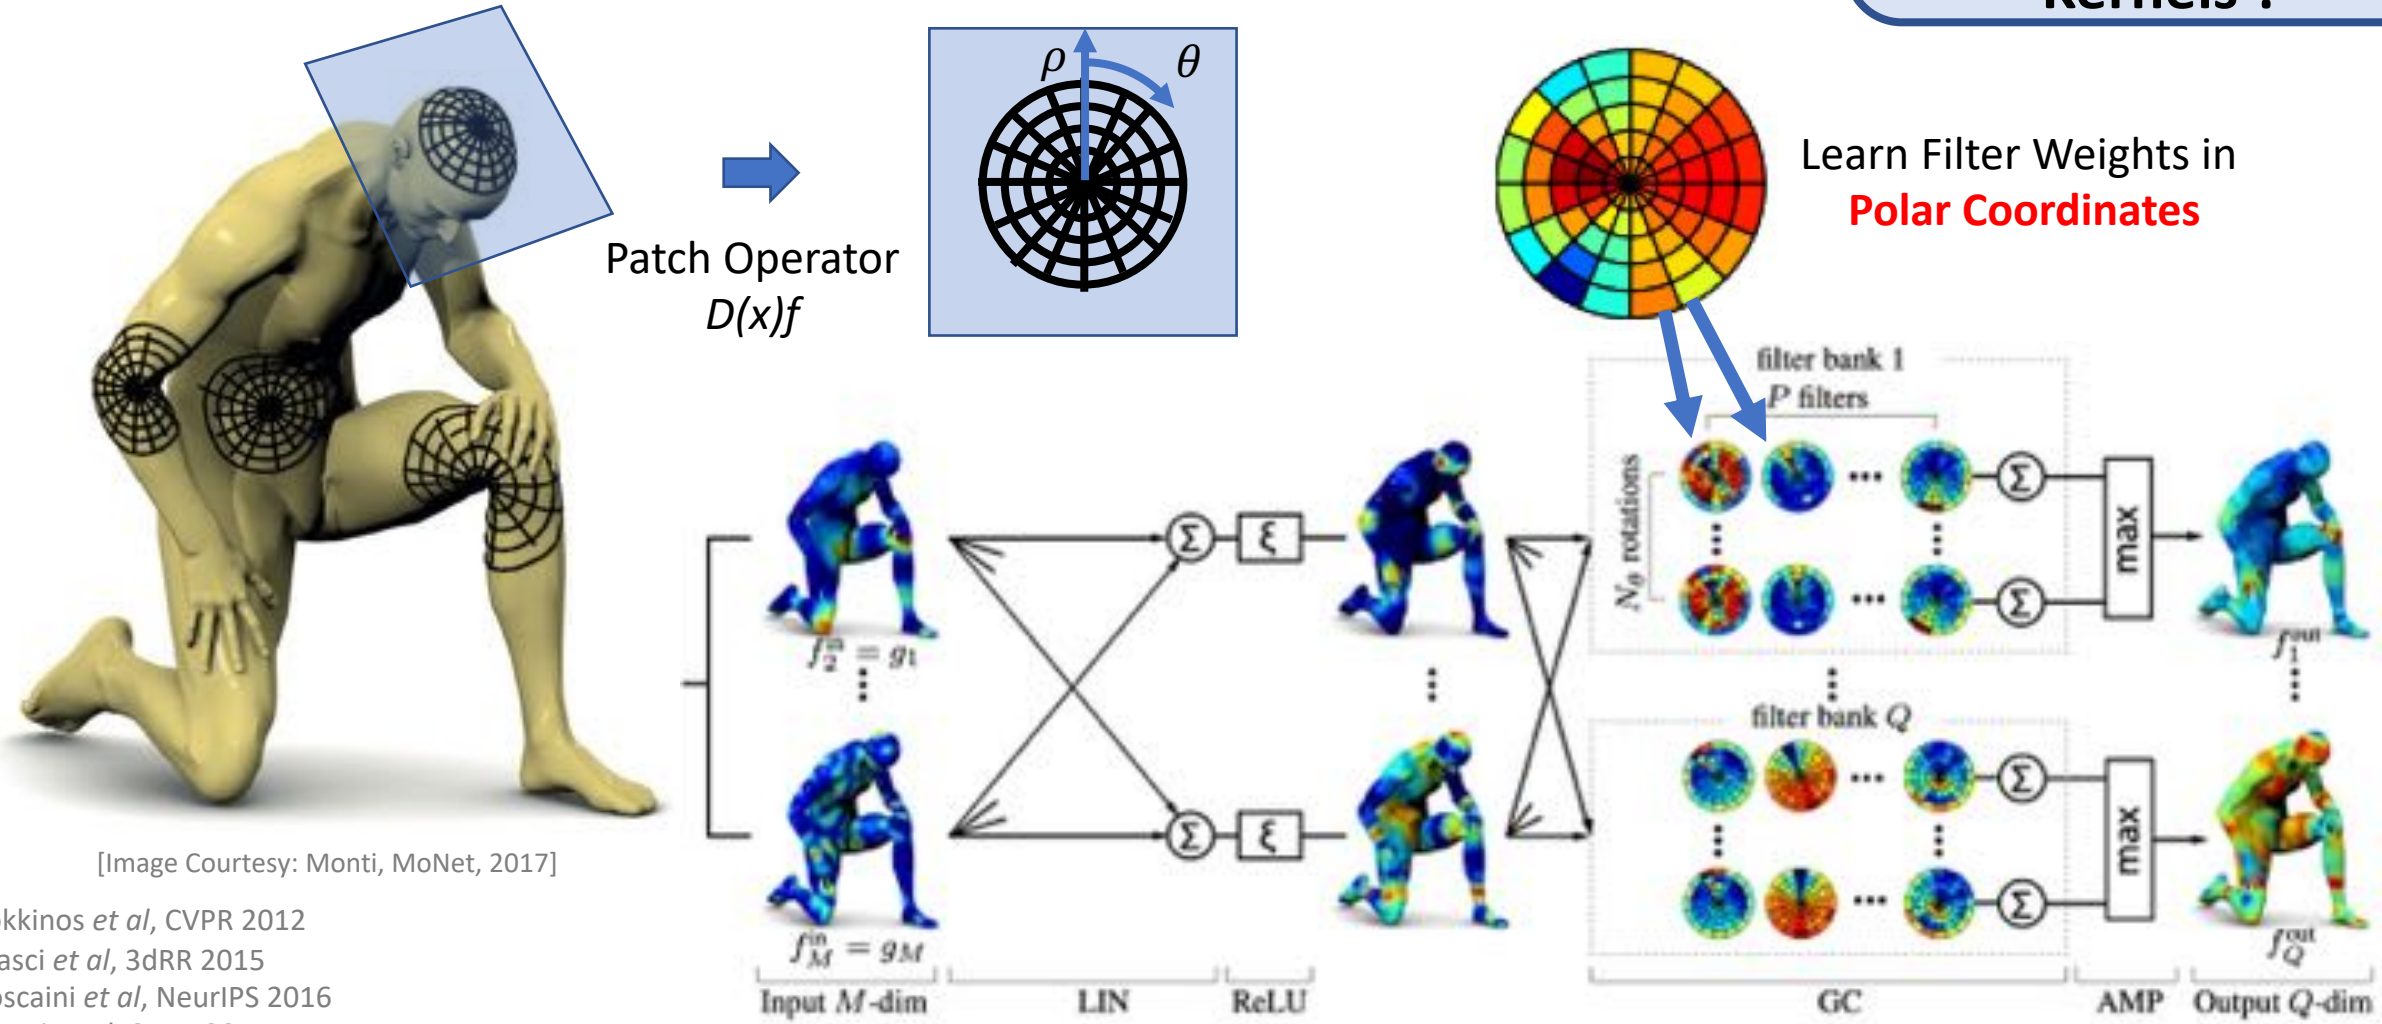 Kernels ?
ρ
θ
Learn Filter Weights in
Polar Coordinates
Patch Operator
D(x)f
filter bank 1
P filters
N_θ rotations
Σ
ξ
Σ
max
Σ
f_2^in = g_1
f_1^out
filter bank Q
Σ
Σ
ξ
max
Σ
f_M^in = g_M
f_Q^out
Input M-dim
LIN
ReLU
GC
AMP
Output Q-dim
[Image Courtesy: Monti, MoNet, 2017]
okkinos et al, CVPR 2012
asci et al, 3dRR 2015
oscaini et al, NeurIPS 2016